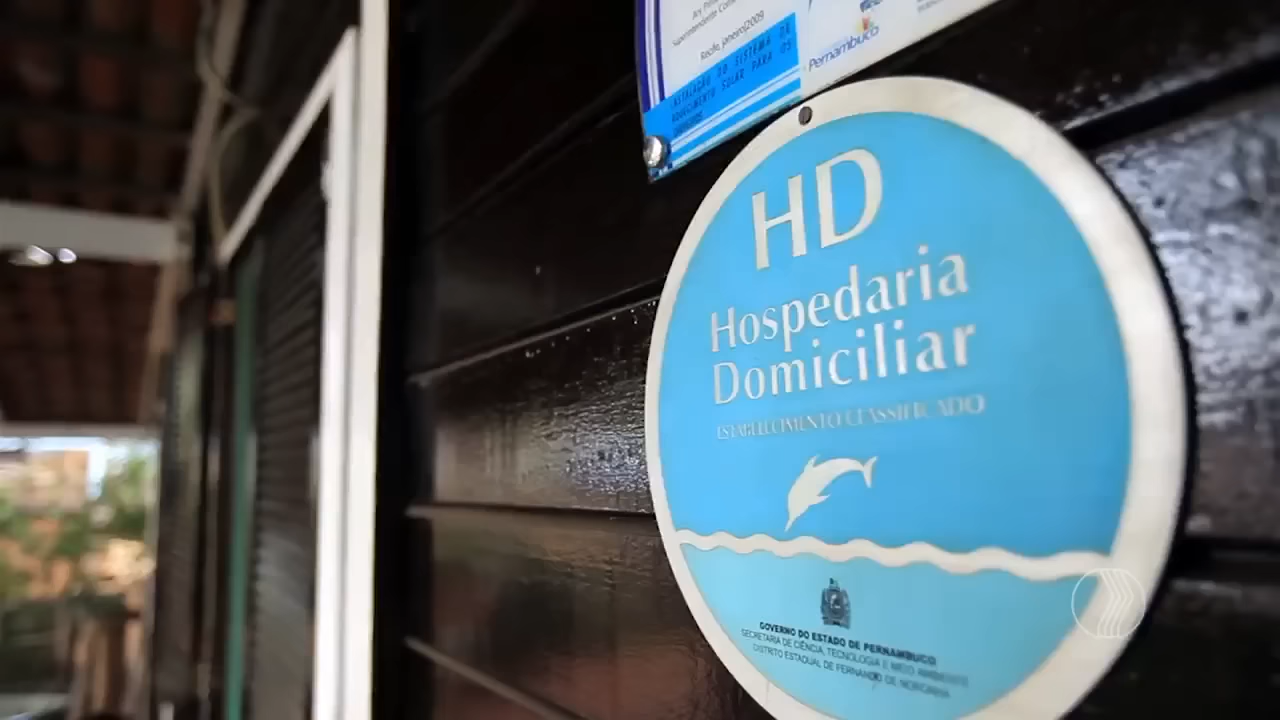 Recife, janeiro/2009
INSTALAÇÃO DO SISTEMA DE
AQUECIMENTO SOLAR PARA OS
Pernambuco
HD
Hospedaria
Domiciliar
ESTABELECIMENTO CLASSIFICADO
GOVERNO DO ESTADO DE PERNAMBUCO
SECRETARIA DE CIÊNCIA, TECNOLOGIA E MEIO AMBIENTE
DISTRITO ESTADUAL DE FERNANDO DE NORONHA